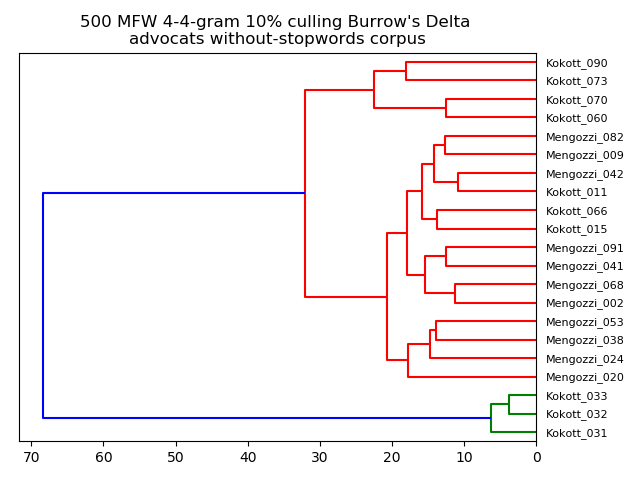 500 MFW 4-4-gram 10% culling Burrow's Delta
advocats without-stopwords corpus
Kokott_090
Kokott_073
Kokott_070
Kokott_060
Mengozzi_082
Mengozzi_009
Mengozzi_042
Kokott_011
Kokott_066
Kokott_015
Mengozzi_091
Mengozzi_041
Mengozzi_068
Mengozzi_002
Mengozzi_053
Mengozzi_038
Mengozzi_024
Mengozzi_020
Kokott_033
Kokott_032
Kokott_031
70 60 50 40 30 20 10 0